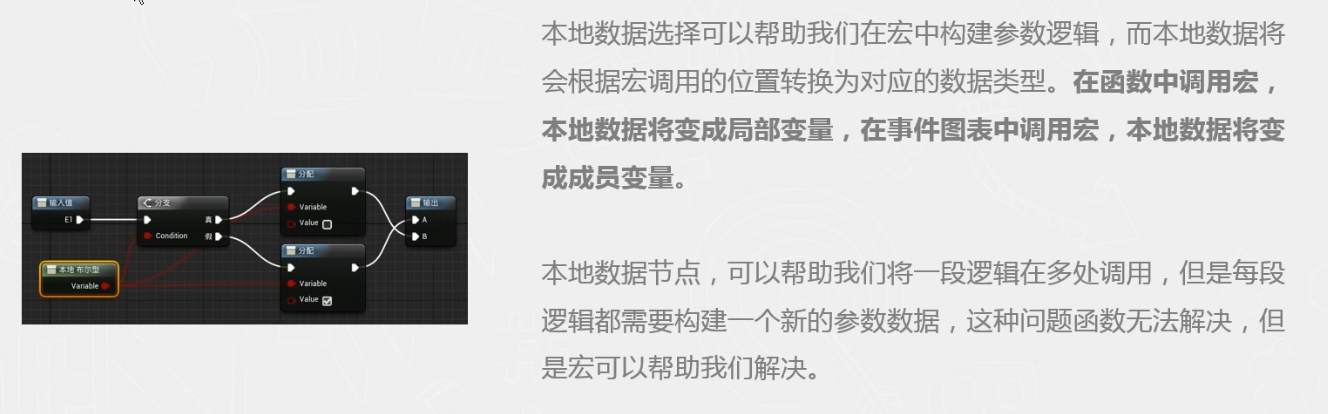 本地数据选择可以帮助我们在宏中构建参数逻辑，而本地数据将
会根据宏调用的位置转换为对应的数据类型。在函数中调用宏，
本地数据将变成局部变量，在事件图表中调用宏，本地数据将变
成成员变量。
本地数据节点，可以帮助我们将一段逻辑在多处调用，但是每段
逻辑都需要构建一个新的参数数据，这种问题函数无法解决，但
是宏可以帮助我们解决。
输入值
E1
分支
真
Condition
假
本地 布尔型
Variable
分配
Variable
Value
分配
Variable
Value
输出
A
B